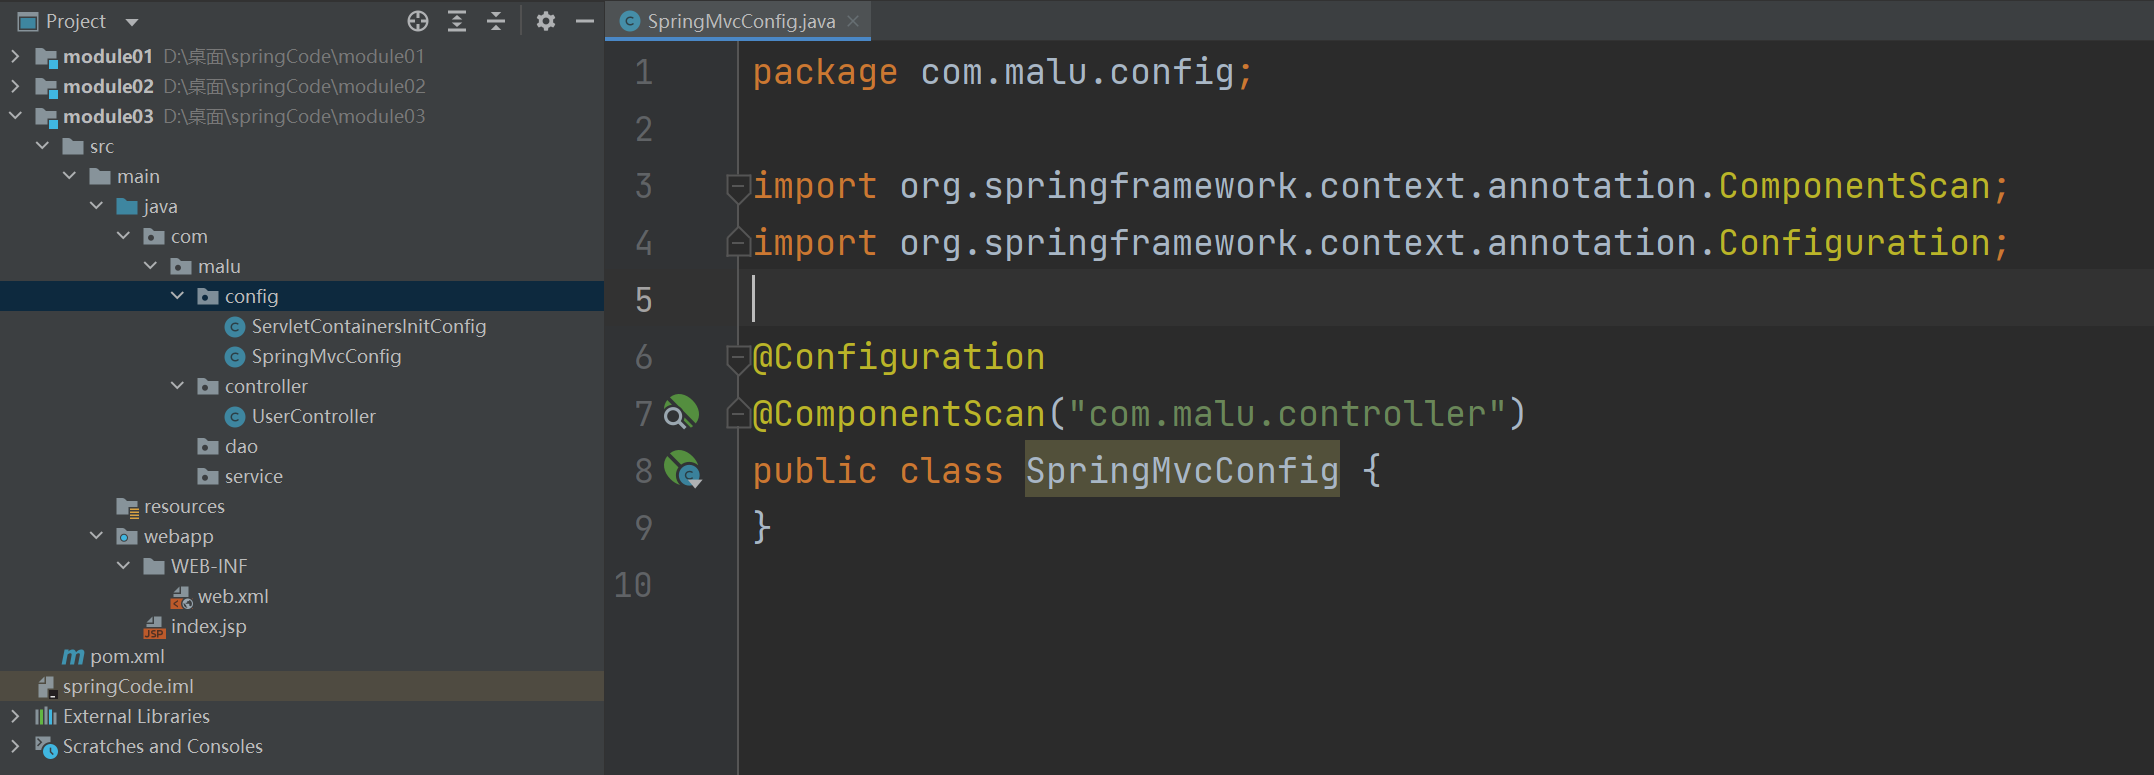 Project
module01 D:\桌面\springCode\module01
module02 D:\桌面\springCode\module02
module03 D:\桌面\springCode\module03
src
main
java
com
malu
config
ServletContainersInitConfig
SpringMvcConfig
controller
UserController
dao
service
resources
webapp
WEB-INF
web.xml
index.jsp
pom.xml
springCode.iml
External Libraries
Scratches and Consoles
SpringMvcConfig.java
1 package com.malu.config;
2
3 import org.springframework.context.annotation.ComponentScan;
4 import org.springframework.context.annotation.Configuration;
5
6 @Configuration
7 @ComponentScan("com.malu.controller")
8 public class SpringMvcConfig {
9 }
10